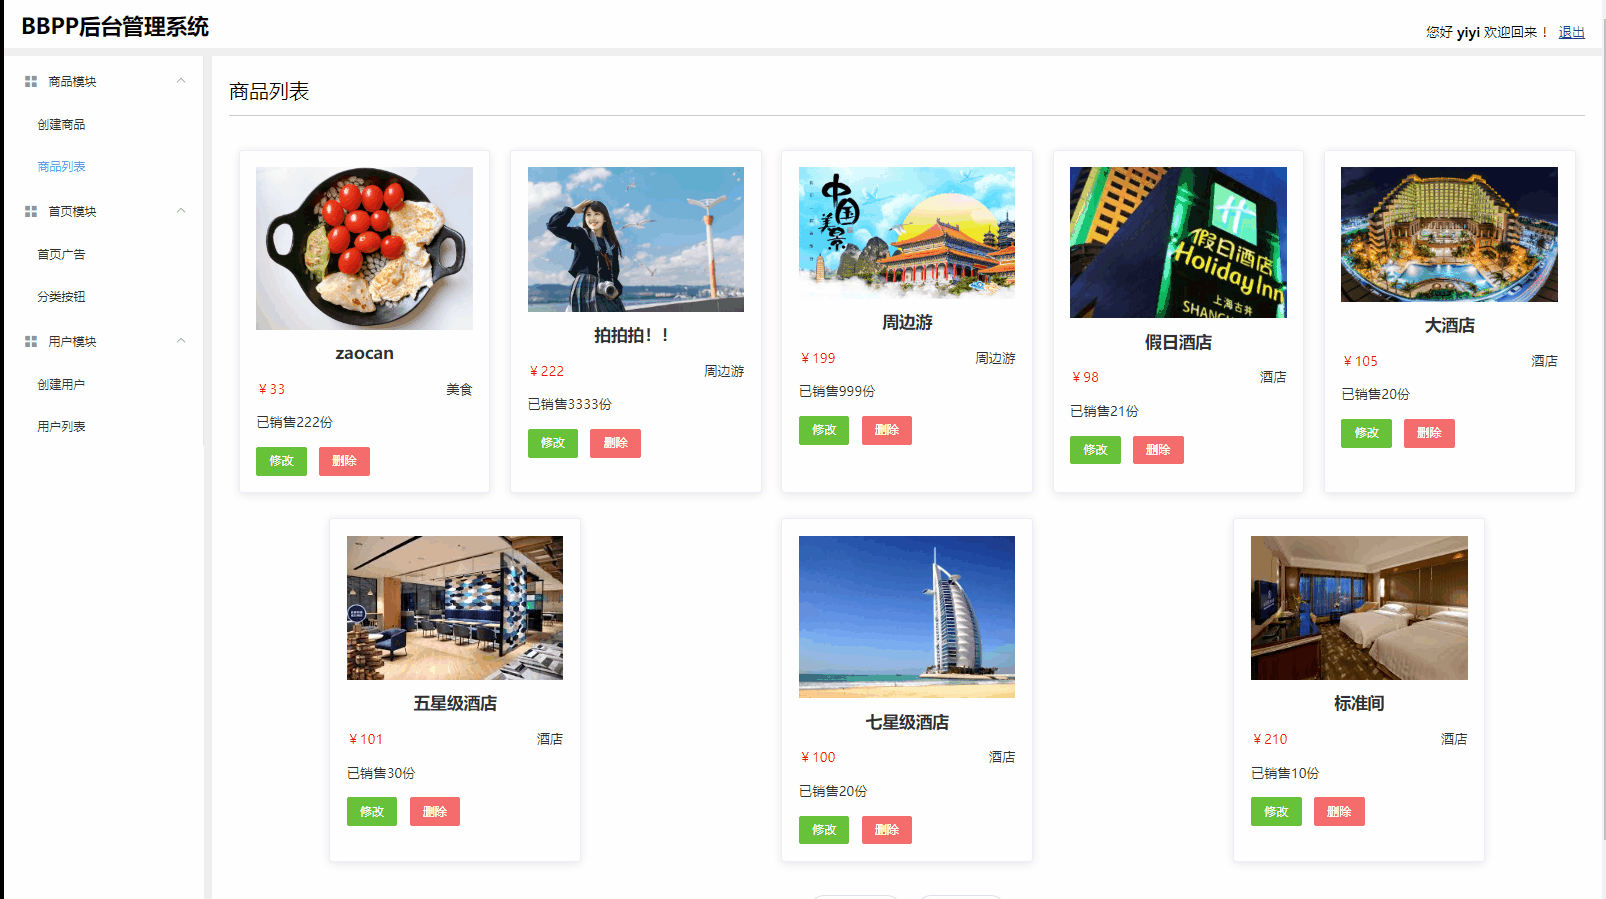 BBPP后台管理系统
您好 yiyi 欢迎回来！ 退出
商品模块
创建商品
商品列表
首页模块
首页广告
分类按钮
用户模块
创建用户
用户列表
商品列表
zaocan
￥33 美食
已销售222份
修改 删除
拍拍拍！！
￥222 周边游
已销售3333份
修改 删除
中国美景
周边游
￥199 周边游
已销售999份
修改 删除
假日酒店
Holiday Inn
上海古井
SHANG
假日酒店
￥98 酒店
已销售21份
修改 删除
大酒店
￥105 酒店
已销售20份
修改 删除
五星级酒店
￥101 酒店
已销售30份
修改 删除
七星级酒店
￥100 酒店
已销售20份
修改 删除
标准间
￥210 酒店
已销售10份
修改 删除